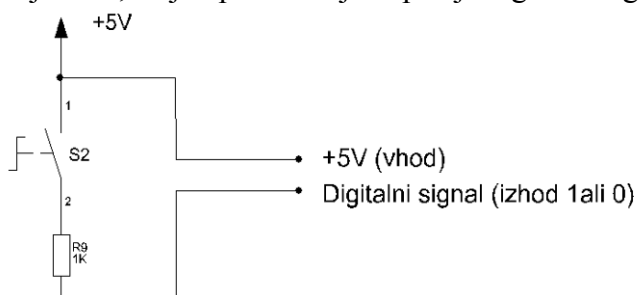 +5V
1
S2
+5V (vhod)
Digitalni signal (izhod 1ali 0)
2
R9
1K